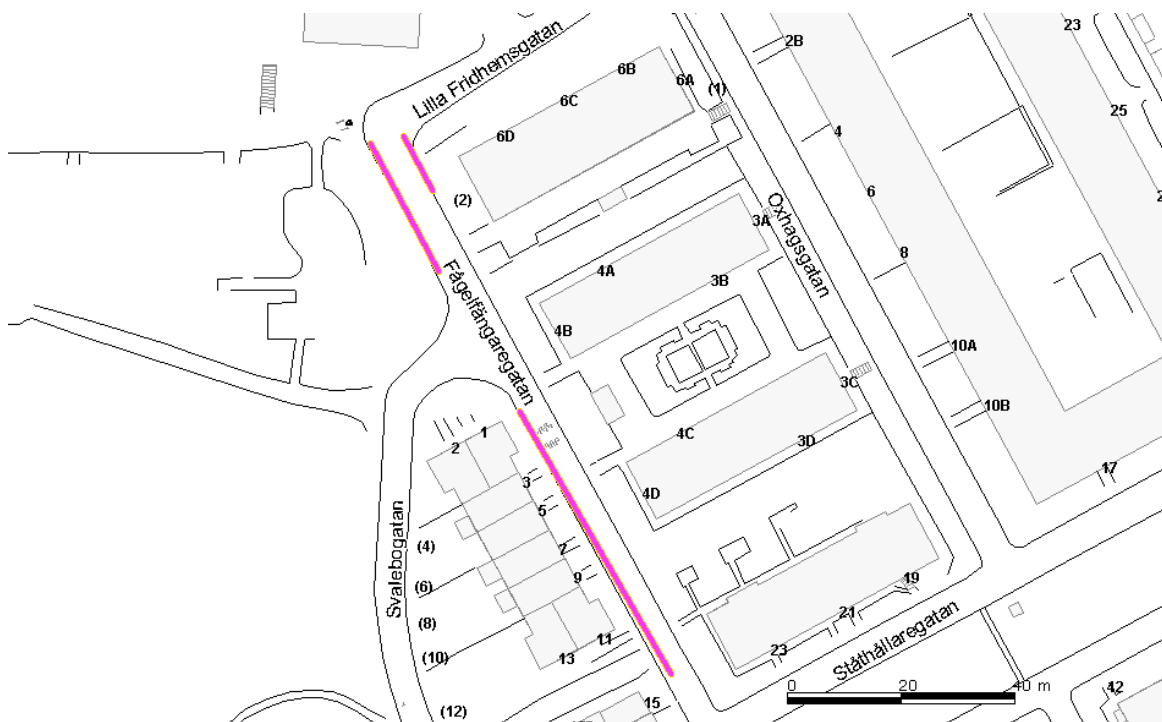 23
2B
Lilla Fridhemsgatan
6B
6A
(1)
6C
25
6D
4
6
(2)
3A
Oxhagsgatan
8
4A
3B
Fågelfängaregatan
4B
10A
3C
10B
1
2
4C
3D
17
3
4D
5
(4)
7
9
19
(6)
Svalebogatan
21
(8)
11
Ståthållaregatan
23
(10)
13
0 20 40 m
42
15
(12)